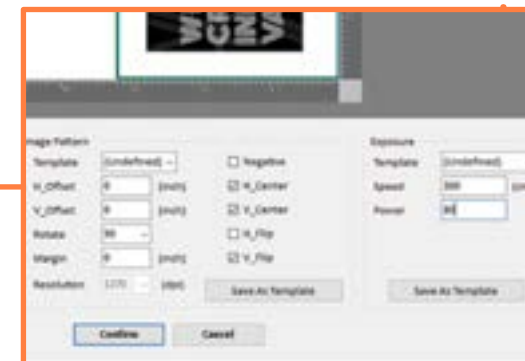 Image Pattern
Template (Undefined)
Negative
H_Offset 0 (inch)
H_Center
V_Offset 0 (inch)
V_Center
Rotate 90
H_Flip
Margin 0 (inch)
V_Flip
Resolution 1270 (dpi)
Save As Template
Exposure
Template (Undefined)
Speed 300
Power
Save As Template
Confirm
Cancel